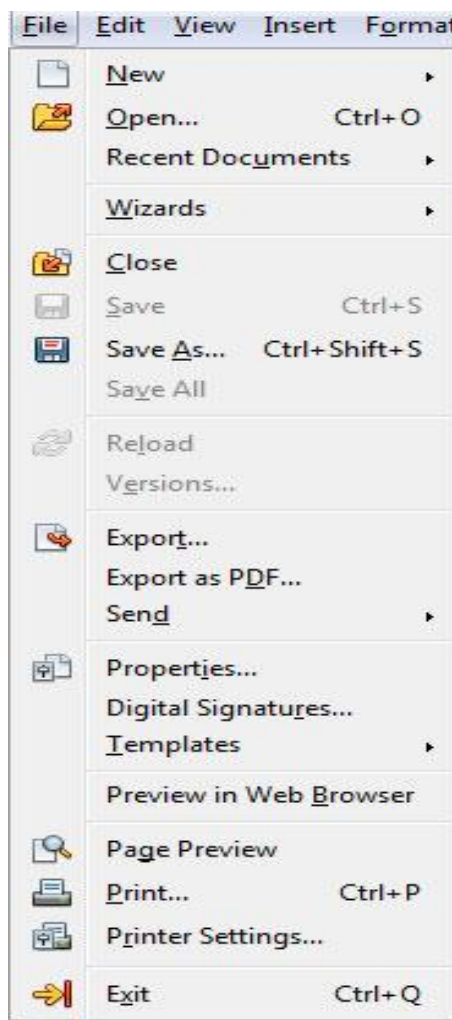 File Edit View Insert Format
New
Open... Ctrl+O
Recent Documents
Wizards
Close
Save Ctrl+S
Save As... Ctrl+Shift+S
Save All
Reload
Versions...
Export...
Export as PDF...
Send
Properties...
Digital Signatures...
Templates
Preview in Web Browser
Page Preview
Print... Ctrl+P
Printer Settings...
Exit Ctrl+Q